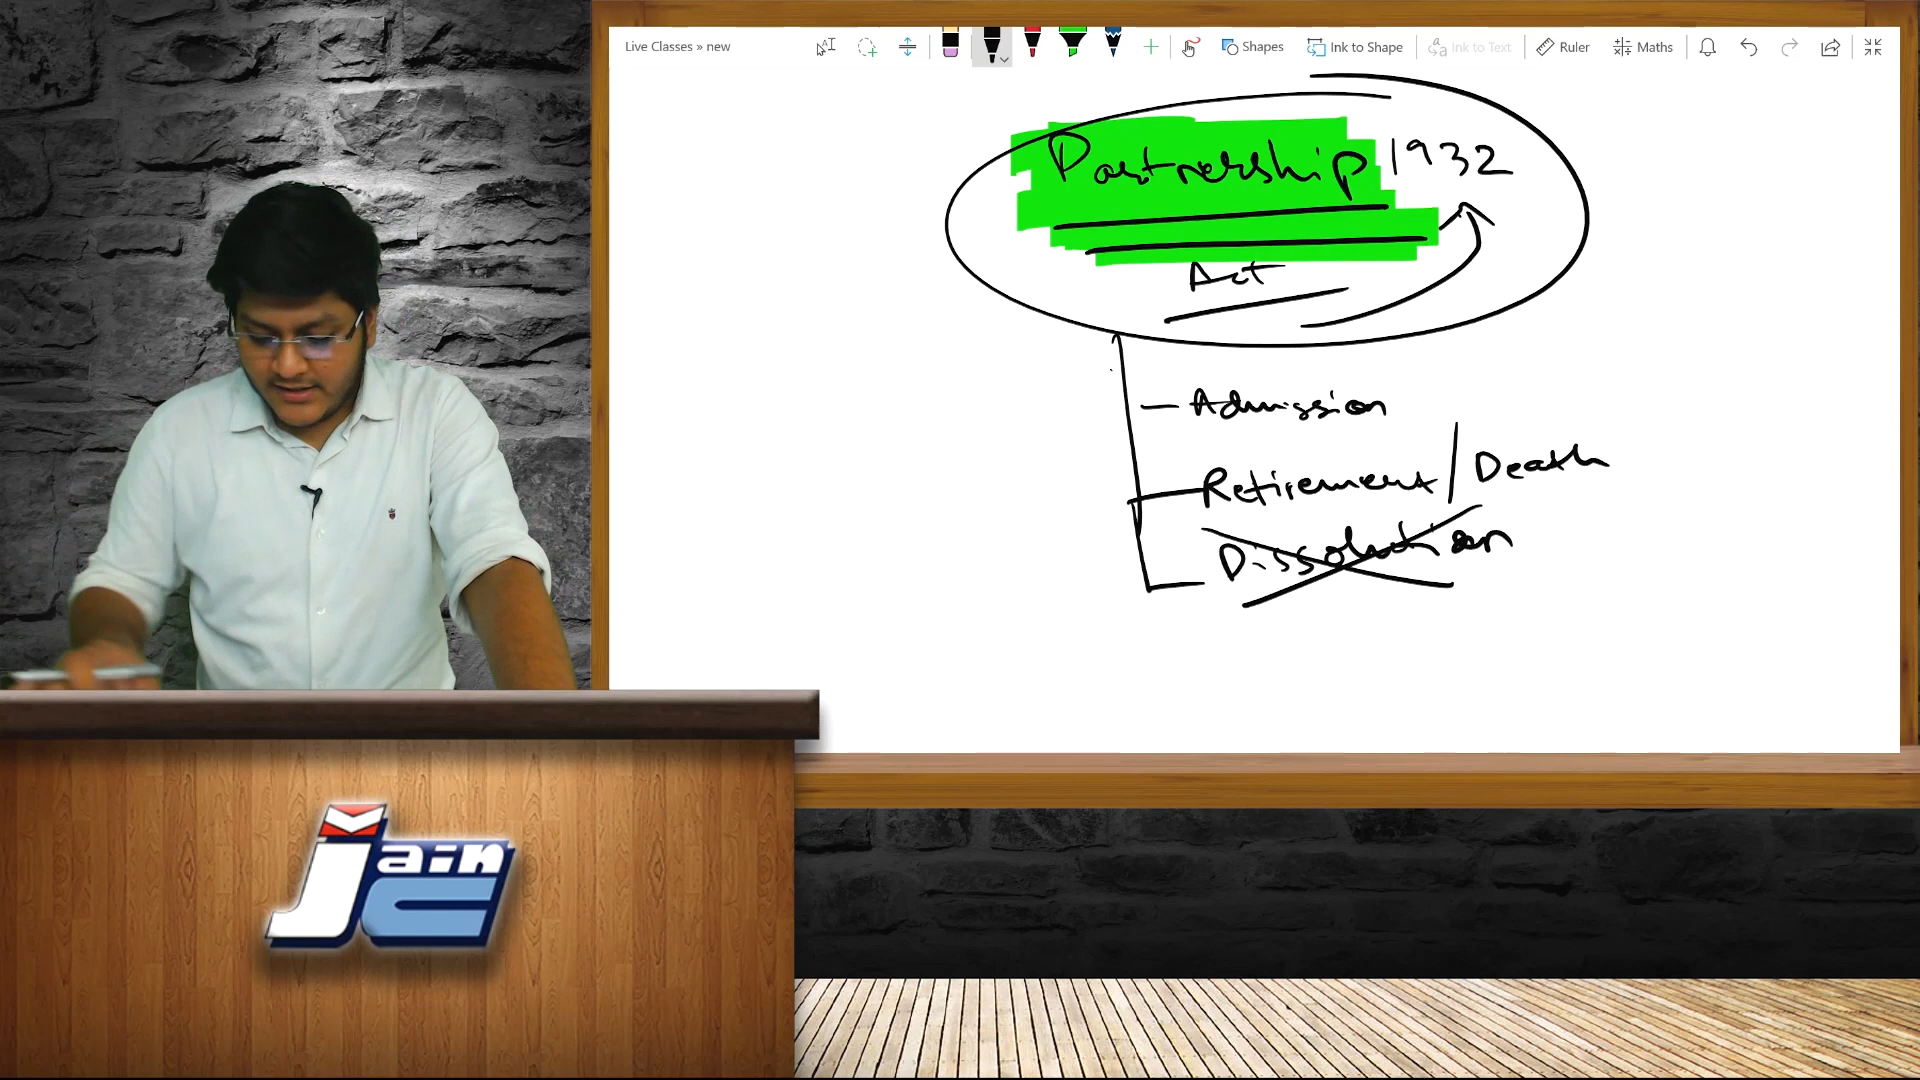 Live Classes » new
Shapes
Ink to Shape
Ink to Text
Ruler
Maths
Partnership 1932
Act
Admission
Retirement / Death
Dissolution
Jain
C